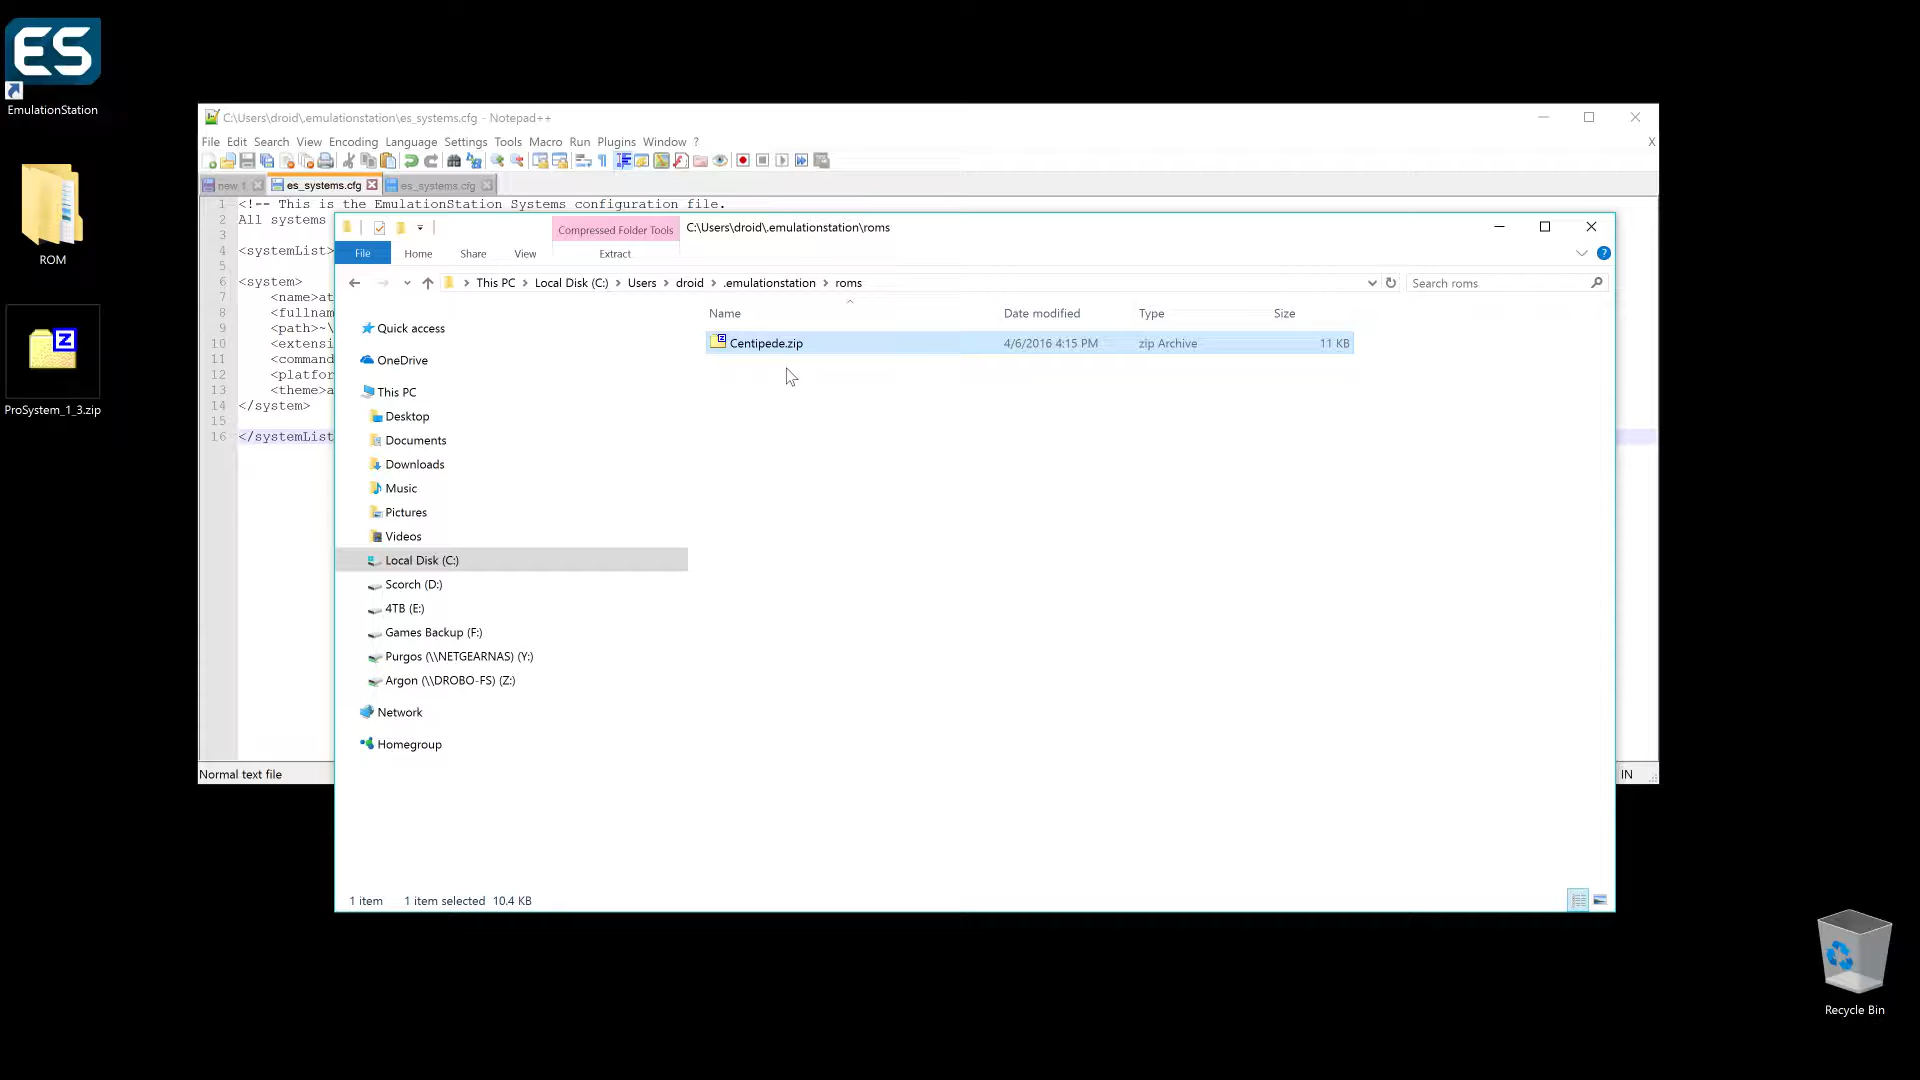 ES
EmulationStation
ROM
ProSystem_1_3.zip
C:\Users\droid\.emulationstation\es_systems.cfg - Notepad++
File Edit Search View Encoding Language Settings Tools Macro Run Plugins Window ?
X
new 1 es_systems.cfg es_systems.cfg
1 <!-- This is the EmulationStation Systems configuration file.
2 All systems
3
4 <systemList>
5
6 <system>
7 <name>at
8 <fullnam
9 <path>~\
10 <extensi
11 <command
12 <platfor
13 <theme>a
14 </system>
15
16 </systemList
Normal text file
IN
Compressed Folder Tools
C:\Users\droid\.emulationstation\roms
File Home Share View Extract
?
This PC > Local Disk (C:) > Users > droid > .emulationstation > roms
Search roms
Quick access
OneDrive
This PC
Desktop
Documents
Downloads
Music
Pictures
Videos
Local Disk (C:)
Scorch (D:)
4TB (E:)
Games Backup (F:)
Purgos (\\NETGEARNAS) (Y:)
Argon (\\DROBO-FS) (Z:)
Network
Homegroup
Name Date modified Type Size
Centipede.zip 4/6/2016 4:15 PM zip Archive 11 KB
1 item 1 item selected 10.4 KB
Recycle Bin